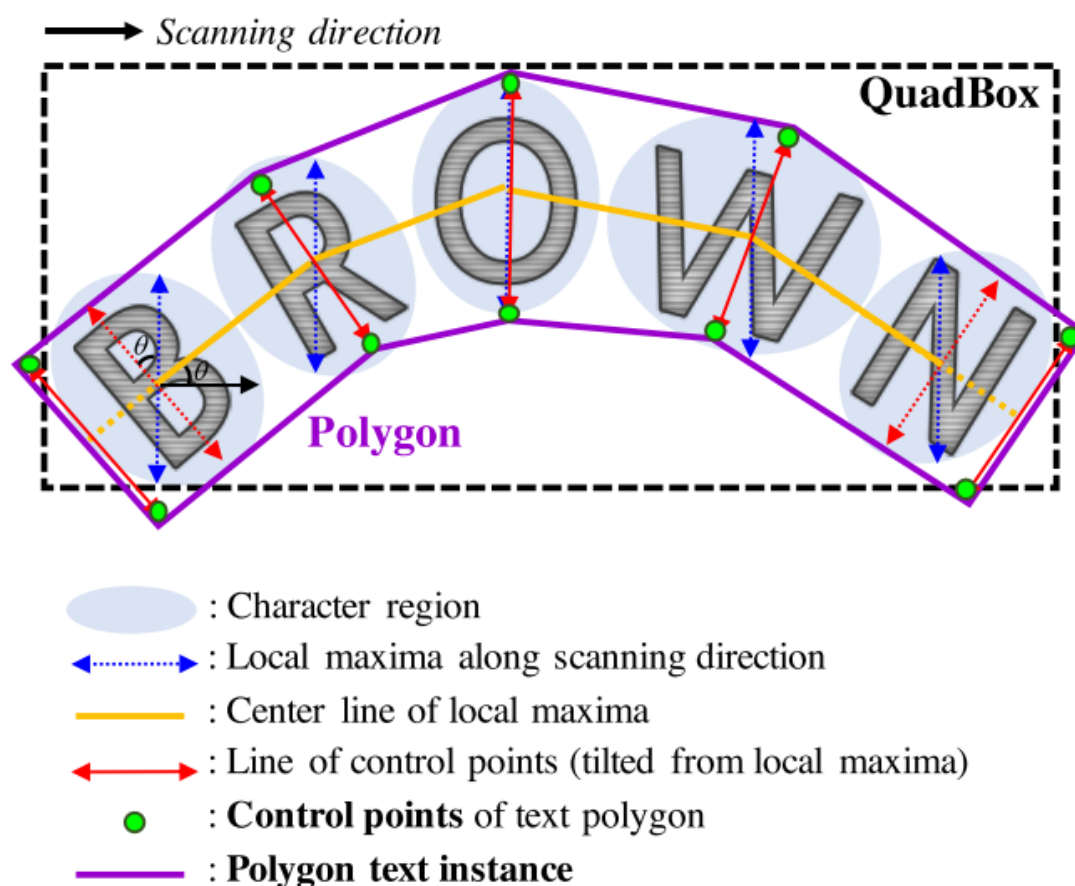 Scanning direction
QuadBox
BROWN
θ
θ
Polygon
: Character region
: Local maxima along scanning direction
: Center line of local maxima
: Line of control points (tilted from local maxima)
: Control points of text polygon
: Polygon text instance